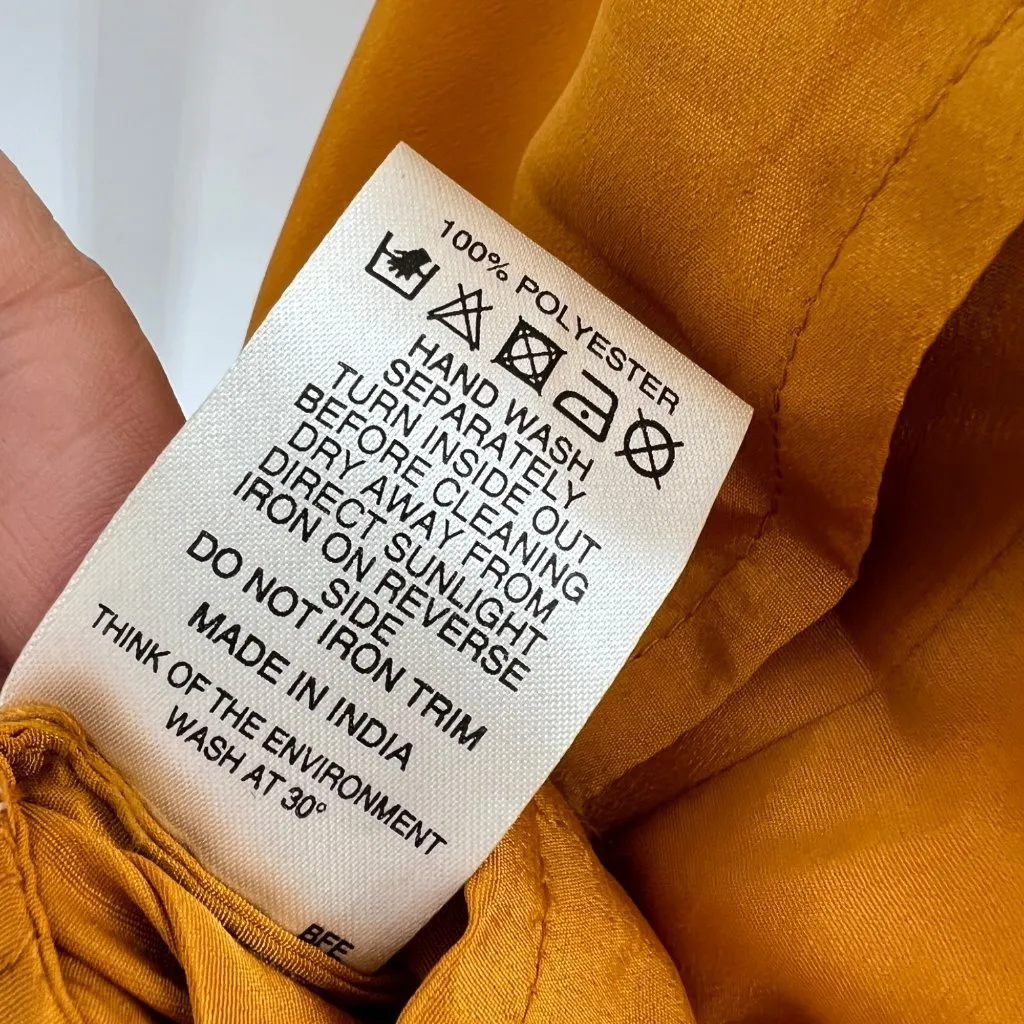 100% POLYESTER
HAND WASH
SEPARATELY
TURN INSIDE OUT
BEFORE CLEANING
DRY AWAY FROM
DIRECT SUNLIGHT
IRON ON REVERSE
SIDE
DO NOT IRON TRIM
MADE IN INDIA
THINK OF THE ENVIRONMENT
WASH AT 30°
BFE